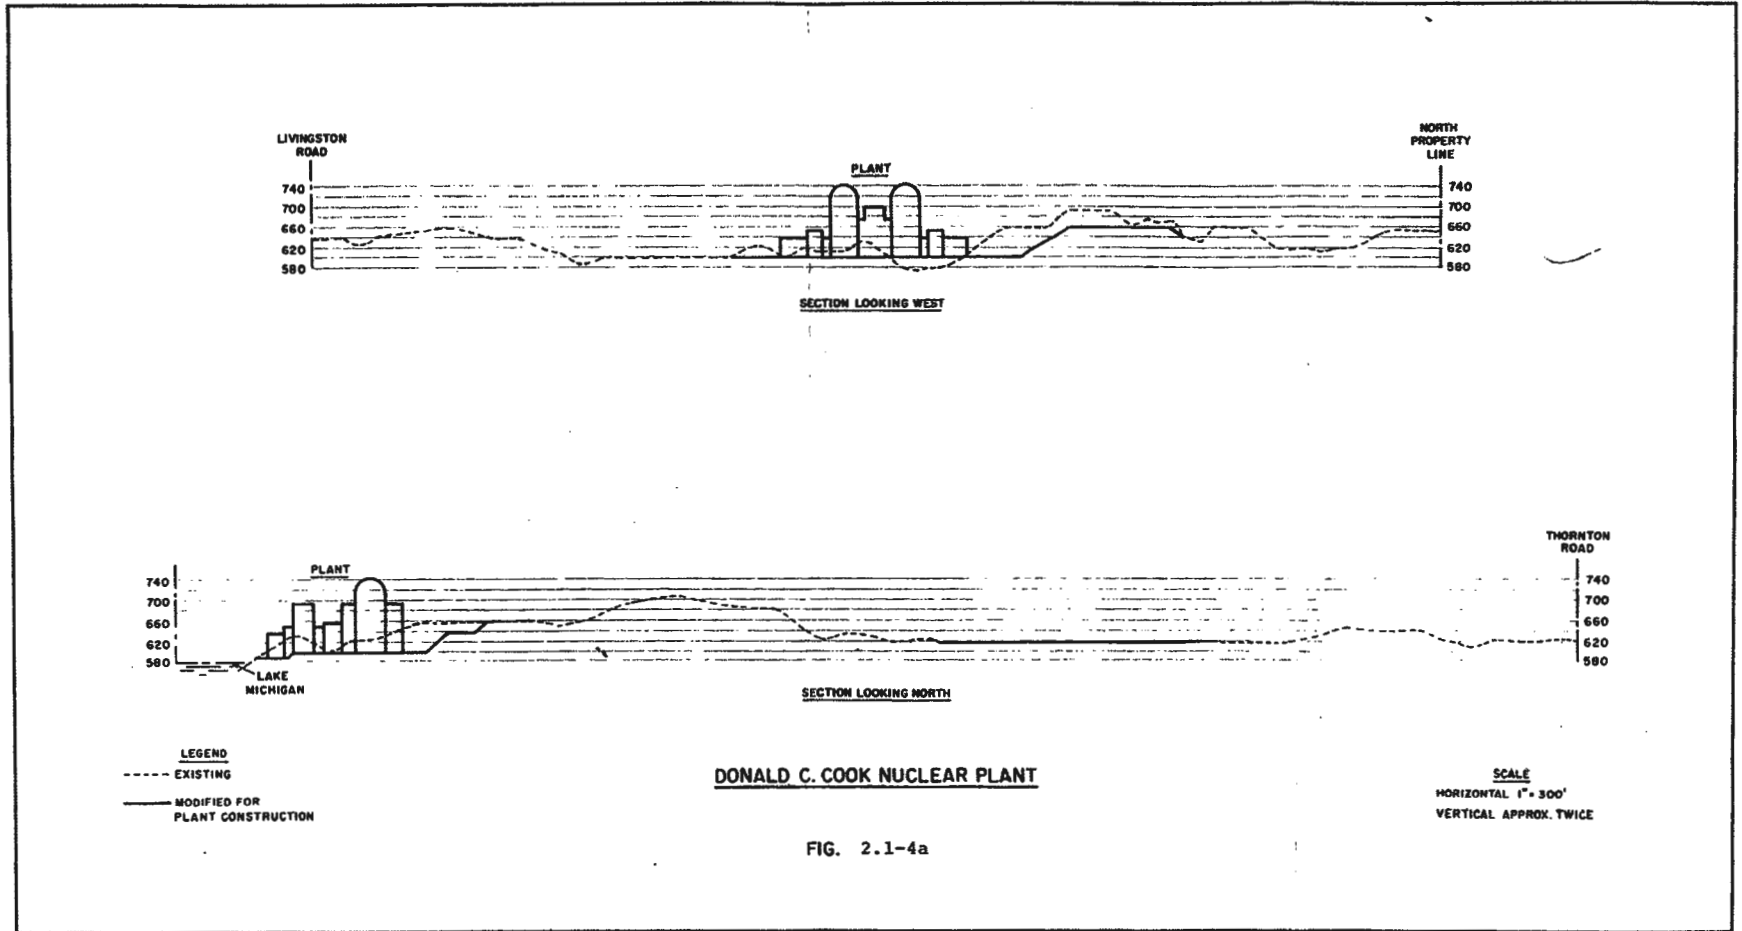 LIVINGSTON
ROAD
NORTH
PROPERTY
LINE
PLANT
740
700
660
620
580
740
700
660
620
580
SECTION LOOKING WEST
THORNTON
ROAD
PLANT
740
700
660
620
580
740
700
660
620
580
LAKE
MICHIGAN
SECTION LOOKING NORTH
LEGEND
EXISTING
MODIFIED FOR
PLANT CONSTRUCTION
DONALD C. COOK NUCLEAR PLANT
FIG. 2.1-4a
SCALE
HORIZONTAL 1" = 300'
VERTICAL APPROX. TWICE